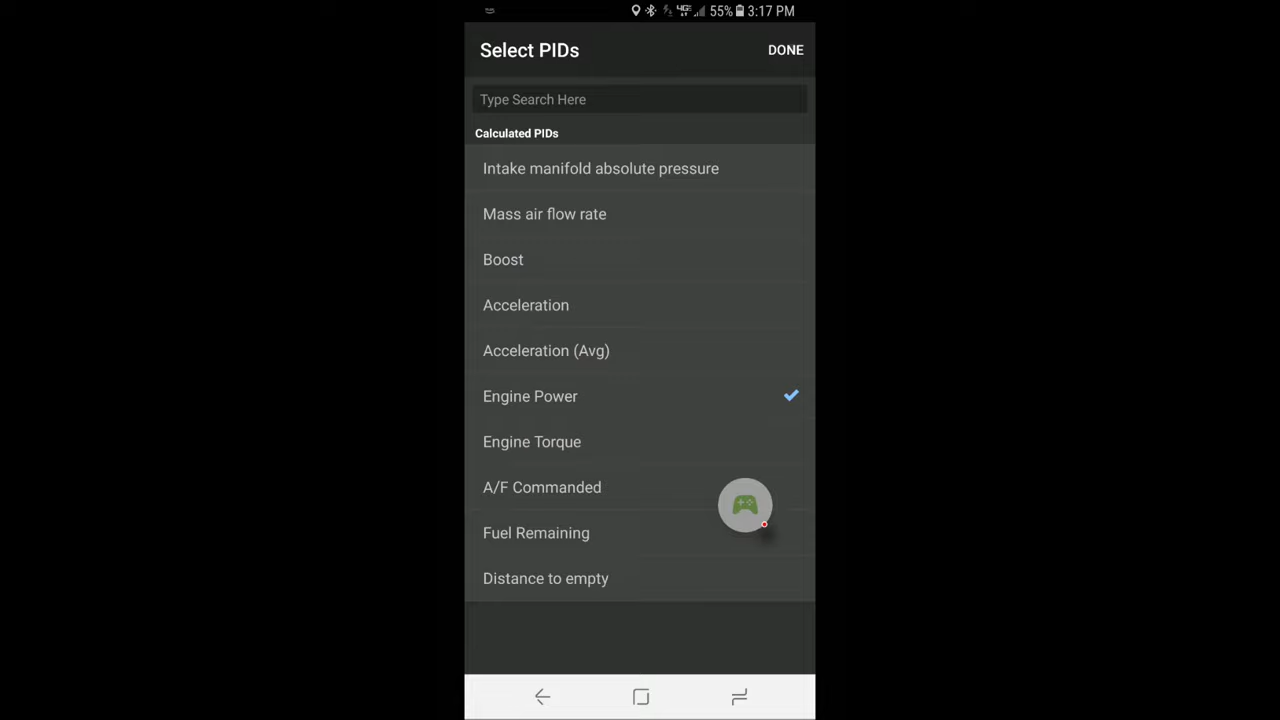 55% 3:17 PM
Select PIDs
DONE
Type Search Here
Calculated PIDs
Intake manifold absolute pressure
Mass air flow rate
Boost
Acceleration
Acceleration (Avg)
Engine Power
Engine Torque
A/F Commanded
Fuel Remaining
Distance to empty